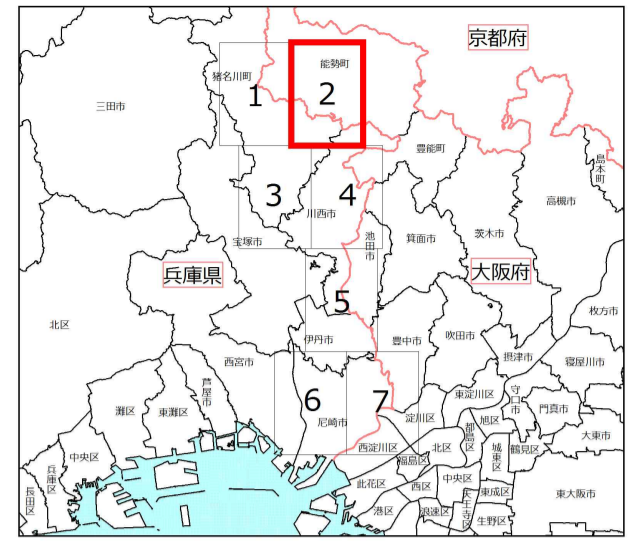 京都府
能勢町
猪名川町
2
1
三田市
豊能町
島本町
3
4
高槻市
川西市
池田市
箕面市
茨木市
宝塚市
兵庫県
大阪府
5
枚方市
北区
伊丹市
豊中市
吹田市
摂津市
寝屋川市
西宮市
芦屋市
東淀川区
守口市
6
7
灘区
東灘区
尼崎市
淀川区
都島区
旭区
門真市
西淀川区
北区
城東区
鶴見区
大東市
中央区
福島区
兵庫区
此花区
西区
中央区
東成区
東大阪市
長田区
港区
浪速区
天王寺区
生野区